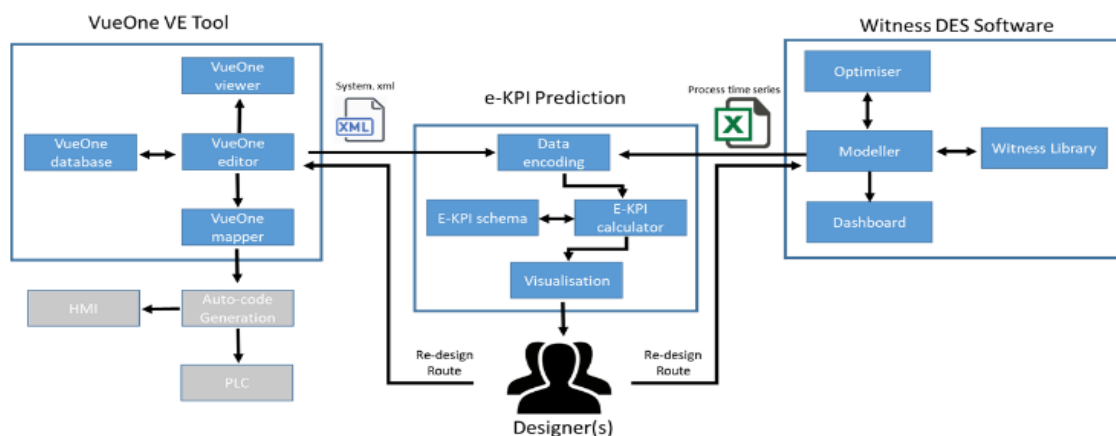 VueOne VE Tool
Witness DES Software
VueOne
viewer
System. xml
XML
e-KPI Prediction
Process time series
X
Optimiser
VueOne
database
VueOne
editor
Data
encoding
Modeller
Witness Library
E-KPI schema
E-KPI
calculator
VueOne
mapper
Dashboard
Visualisation
HMI
Auto-code
Generation
PLC
Re-design
Route
Re-design
Route
Designer(s)